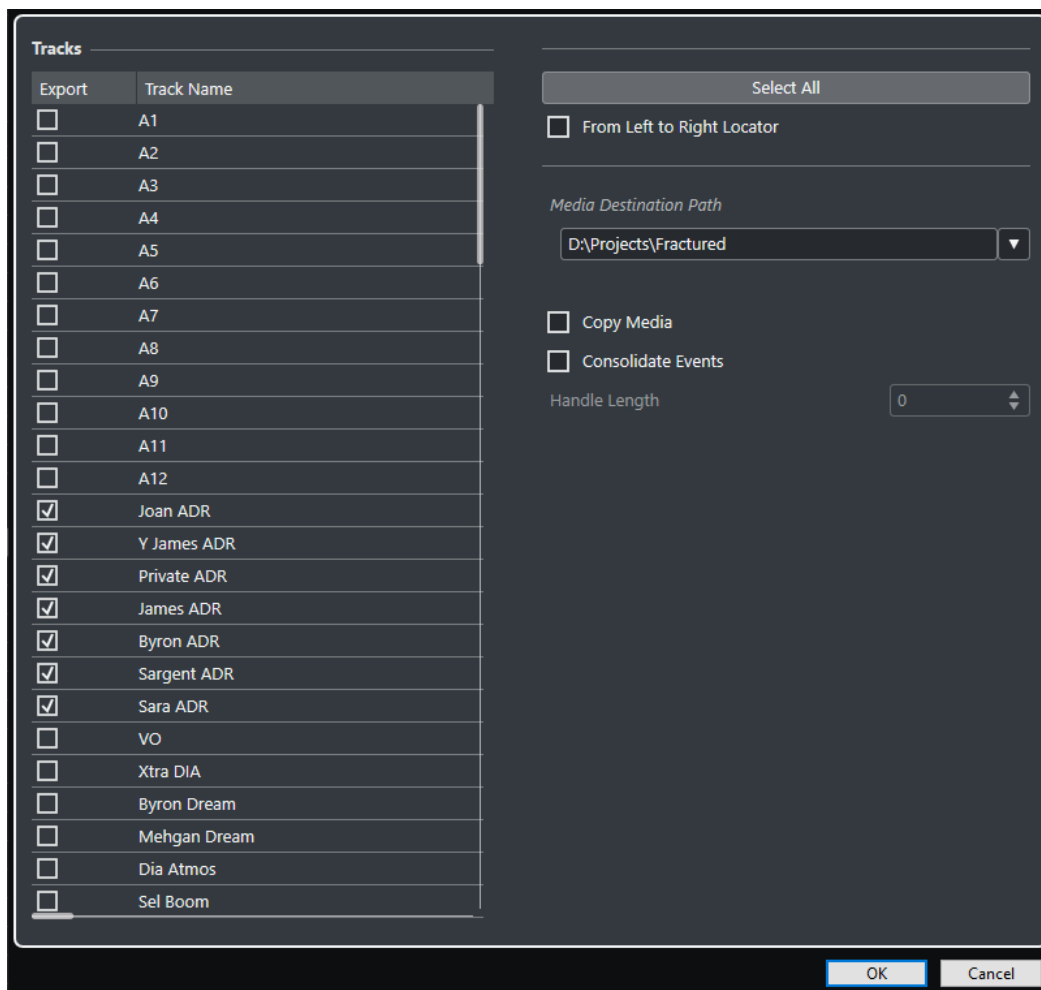 Tracks
Export Track Name
A1
A2
A3
A4
A5
A6
A7
A8
A9
A10
A11
A12
Joan ADR
Y James ADR
Private ADR
James ADR
Byron ADR
Sargent ADR
Sara ADR
VO
Xtra DIA
Byron Dream
Mehgan Dream
Dia Atmos
Sel Boom
Select All
From Left to Right Locator
Media Destination Path
D:\Projects\Fractured
Copy Media
Consolidate Events
Handle Length 0
OK Cancel